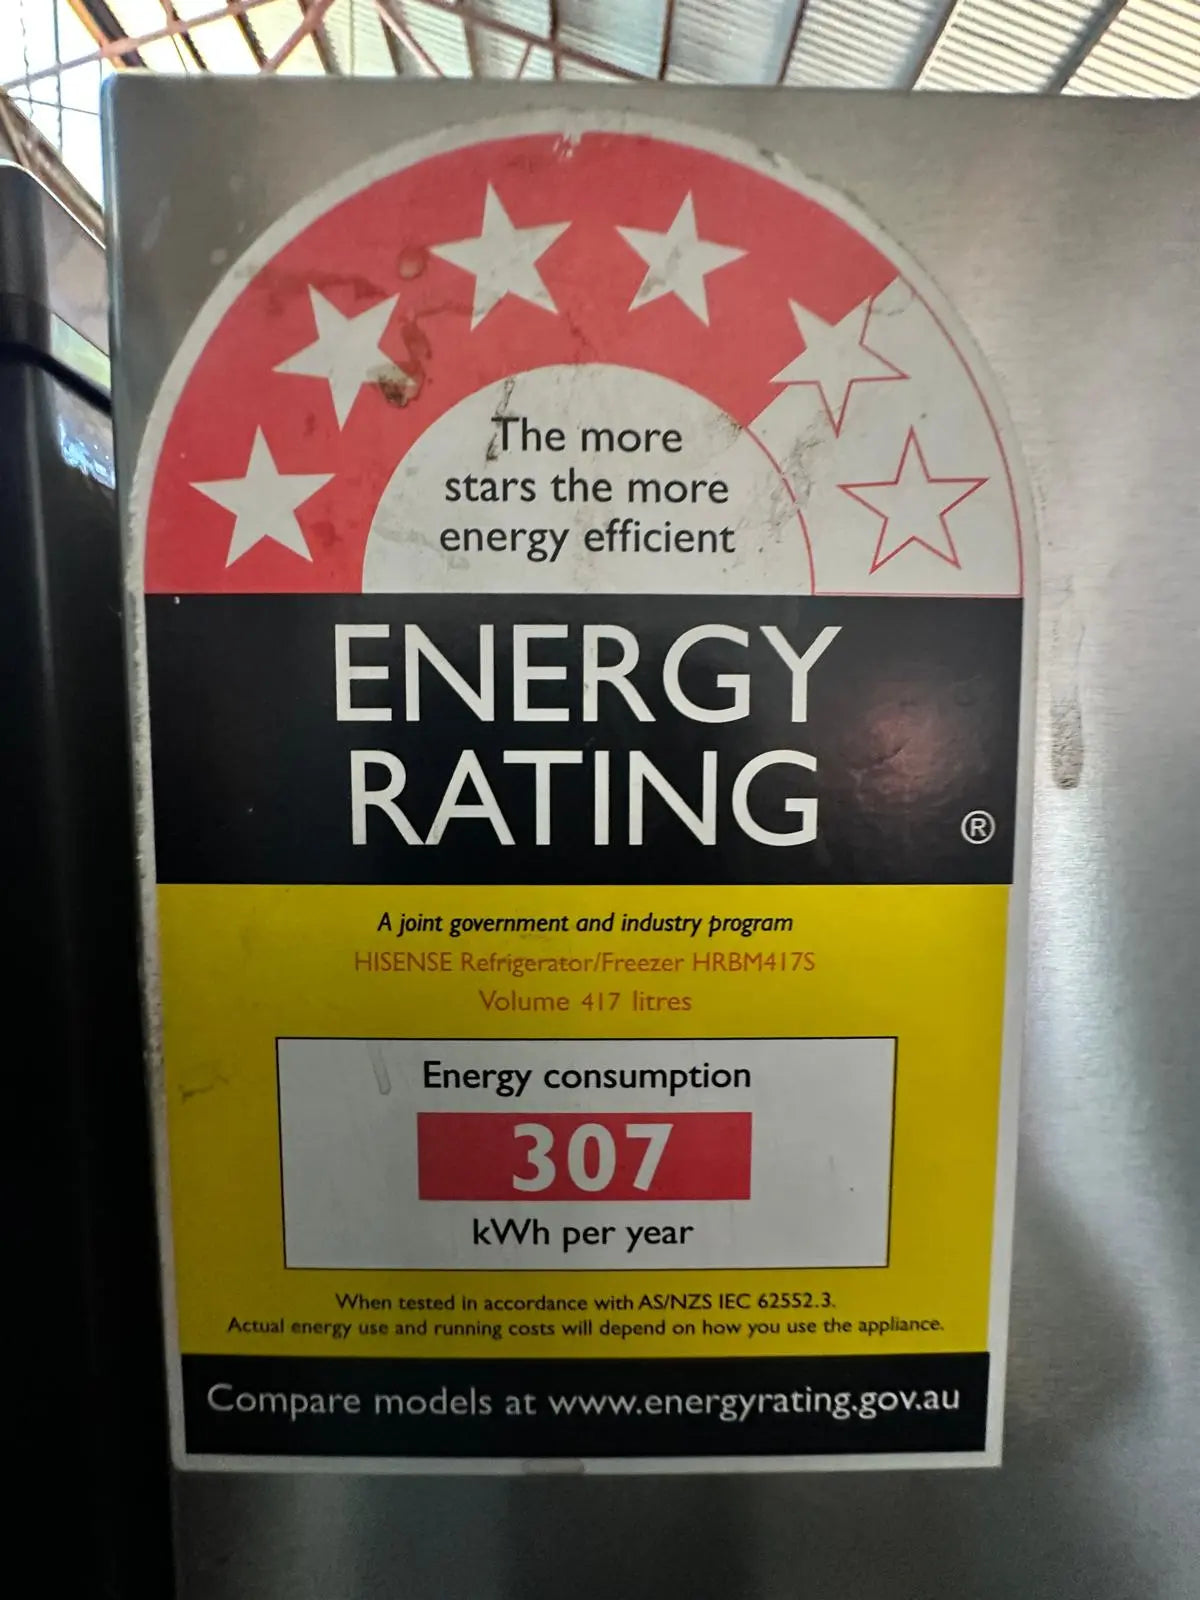 The more
stars the more
energy efficient
ENERGY
RATING
®
A joint government and industry program
HISENSE Refrigerator/Freezer HRBM417S
Volume 417 litres
Energy consumption
307
kWh per year
When tested in accordance with AS/NZS IEC 62552.3.
Actual energy use and running costs will depend on how you use the appliance.
Compare models at www.energyrating.gov.au